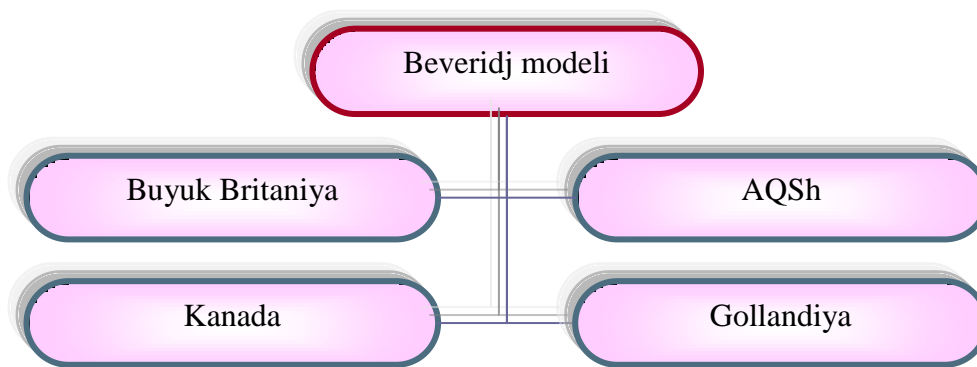 Beveridj modeli
Buyuk Britaniya
AQSh
Kanada
Gollandiya